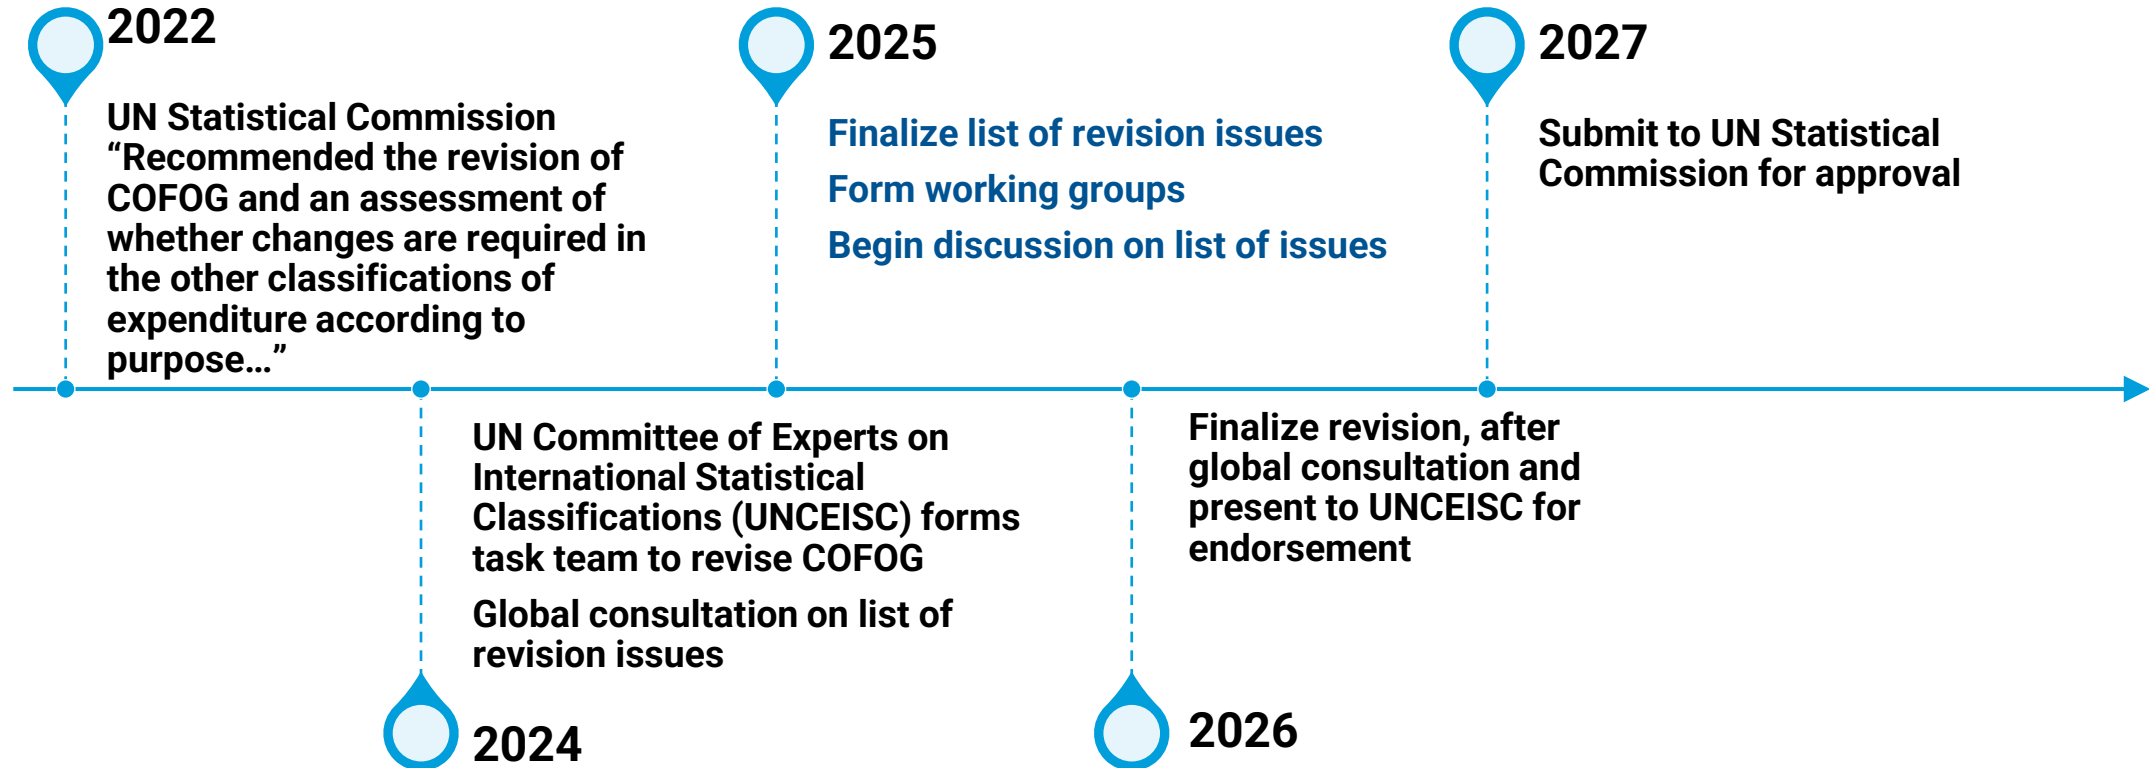 2022
UN Statistical Commission
“Recommended the revision of
COFOG and an assessment of
whether changes are required in
the other classifications of
expenditure according to
purpose…”
2024
UN Committee of Experts on
International Statistical
Classifications (UNCEISC) forms
task team to revise COFOG
Global consultation on list of
revision issues
2025
Finalize list of revision issues
Form working groups
Begin discussion on list of issues
2026
Finalize revision, after
global consultation and
present to UNCEISC for
endorsement
2027
Submit to UN Statistical
Commission for approval